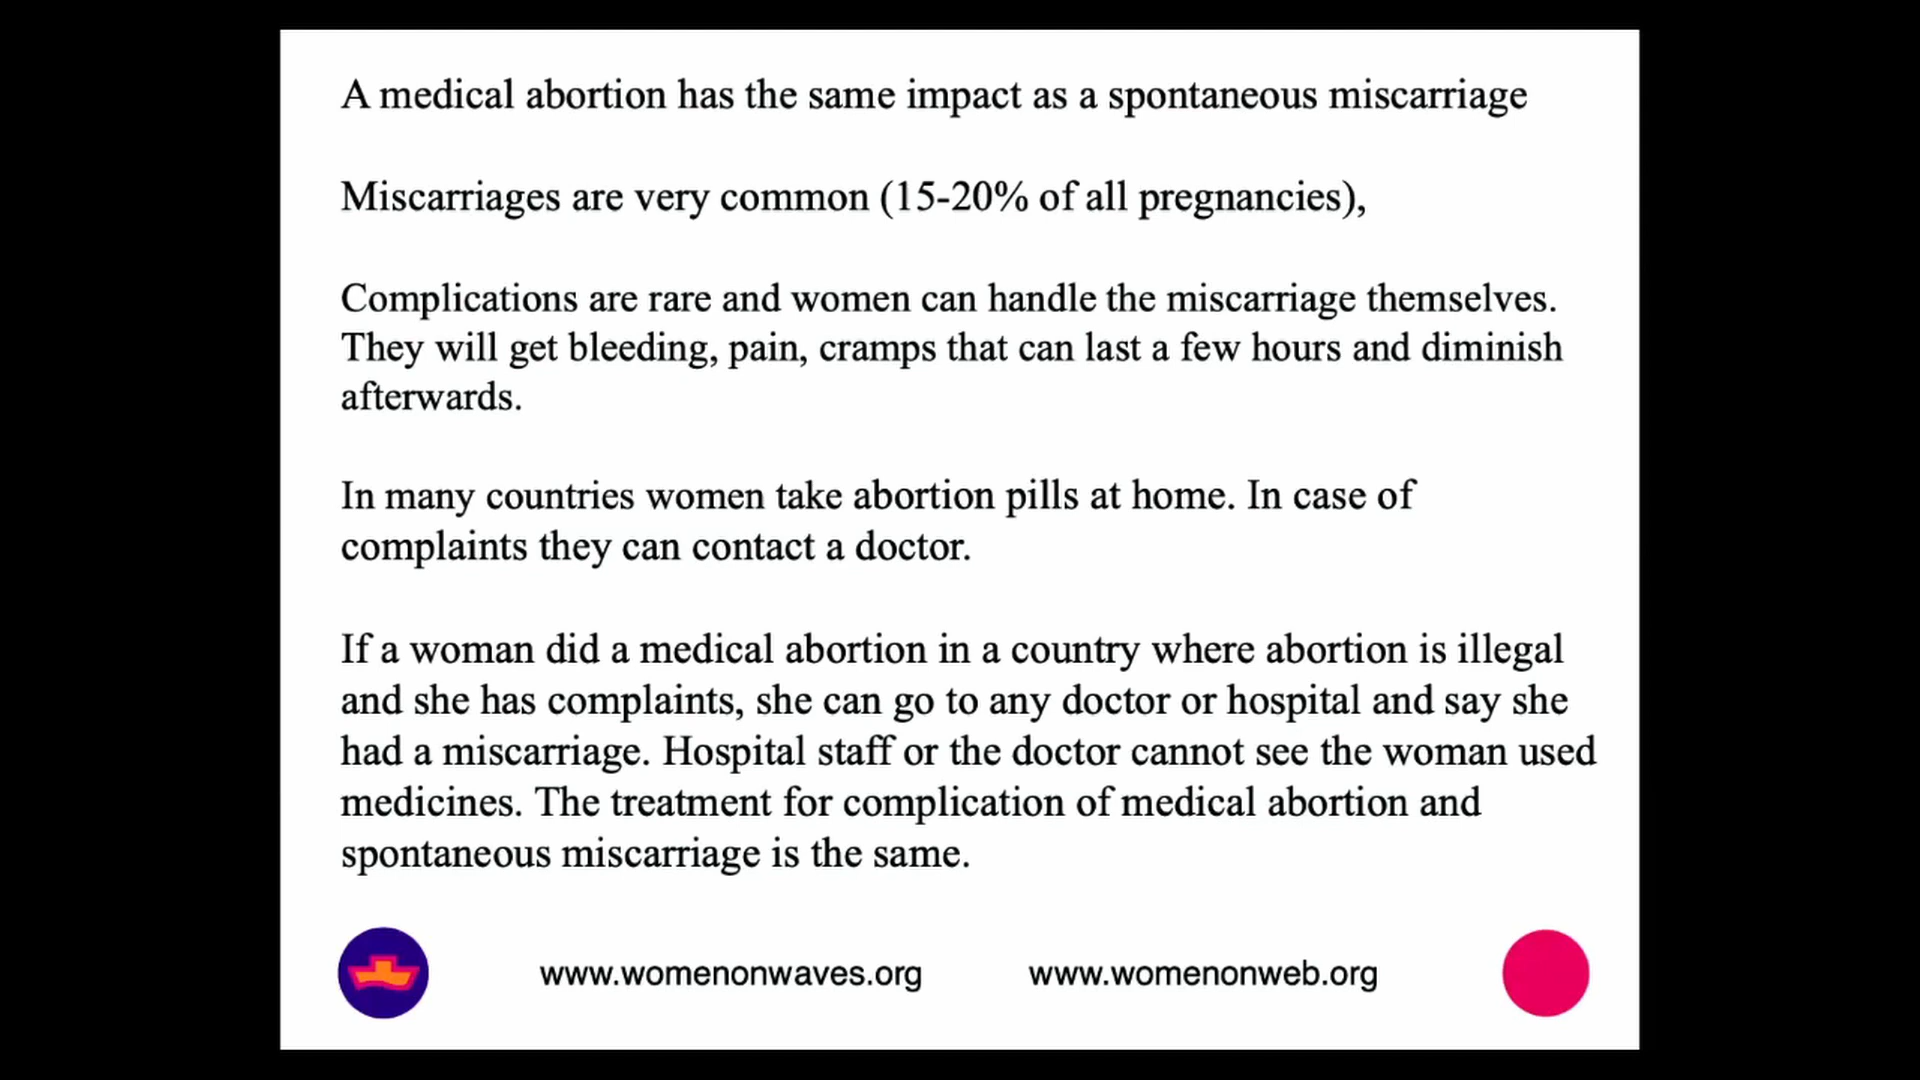 A medical abortion has the same impact as a spontaneous miscarriage
Miscarriages are very common (15-20% of all pregnancies),
Complications are rare and women can handle the miscarriage themselves.
They will get bleeding, pain, cramps that can last a few hours and diminish
afterwards.
In many countries women take abortion pills at home. In case of
complaints they can contact a doctor.
If a woman did a medical abortion in a country where abortion is illegal
and she has complaints, she can go to any doctor or hospital and say she
had a miscarriage. Hospital staff or the doctor cannot see the woman used
medicines. The treatment for complication of medical abortion and
spontaneous miscarriage is the same.
www.womenonwaves.org www.womenonweb.org